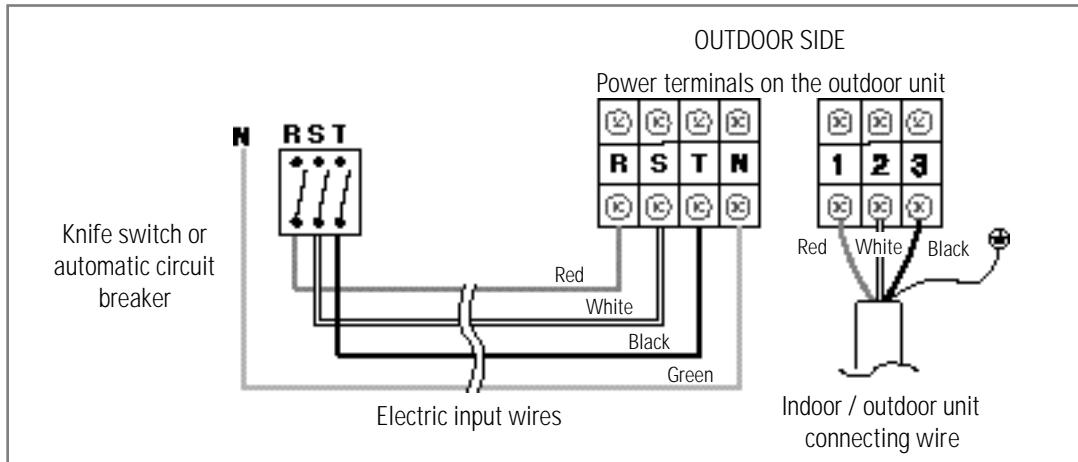 OUTDOOR SIDE
Power terminals on the outdoor unit
N R S T
R S T N
1 2 3
Knife switch or
automatic circuit
breaker
Red White Black
Red
White
Black
Green
Electric input wires
Indoor / outdoor unit
connecting wire